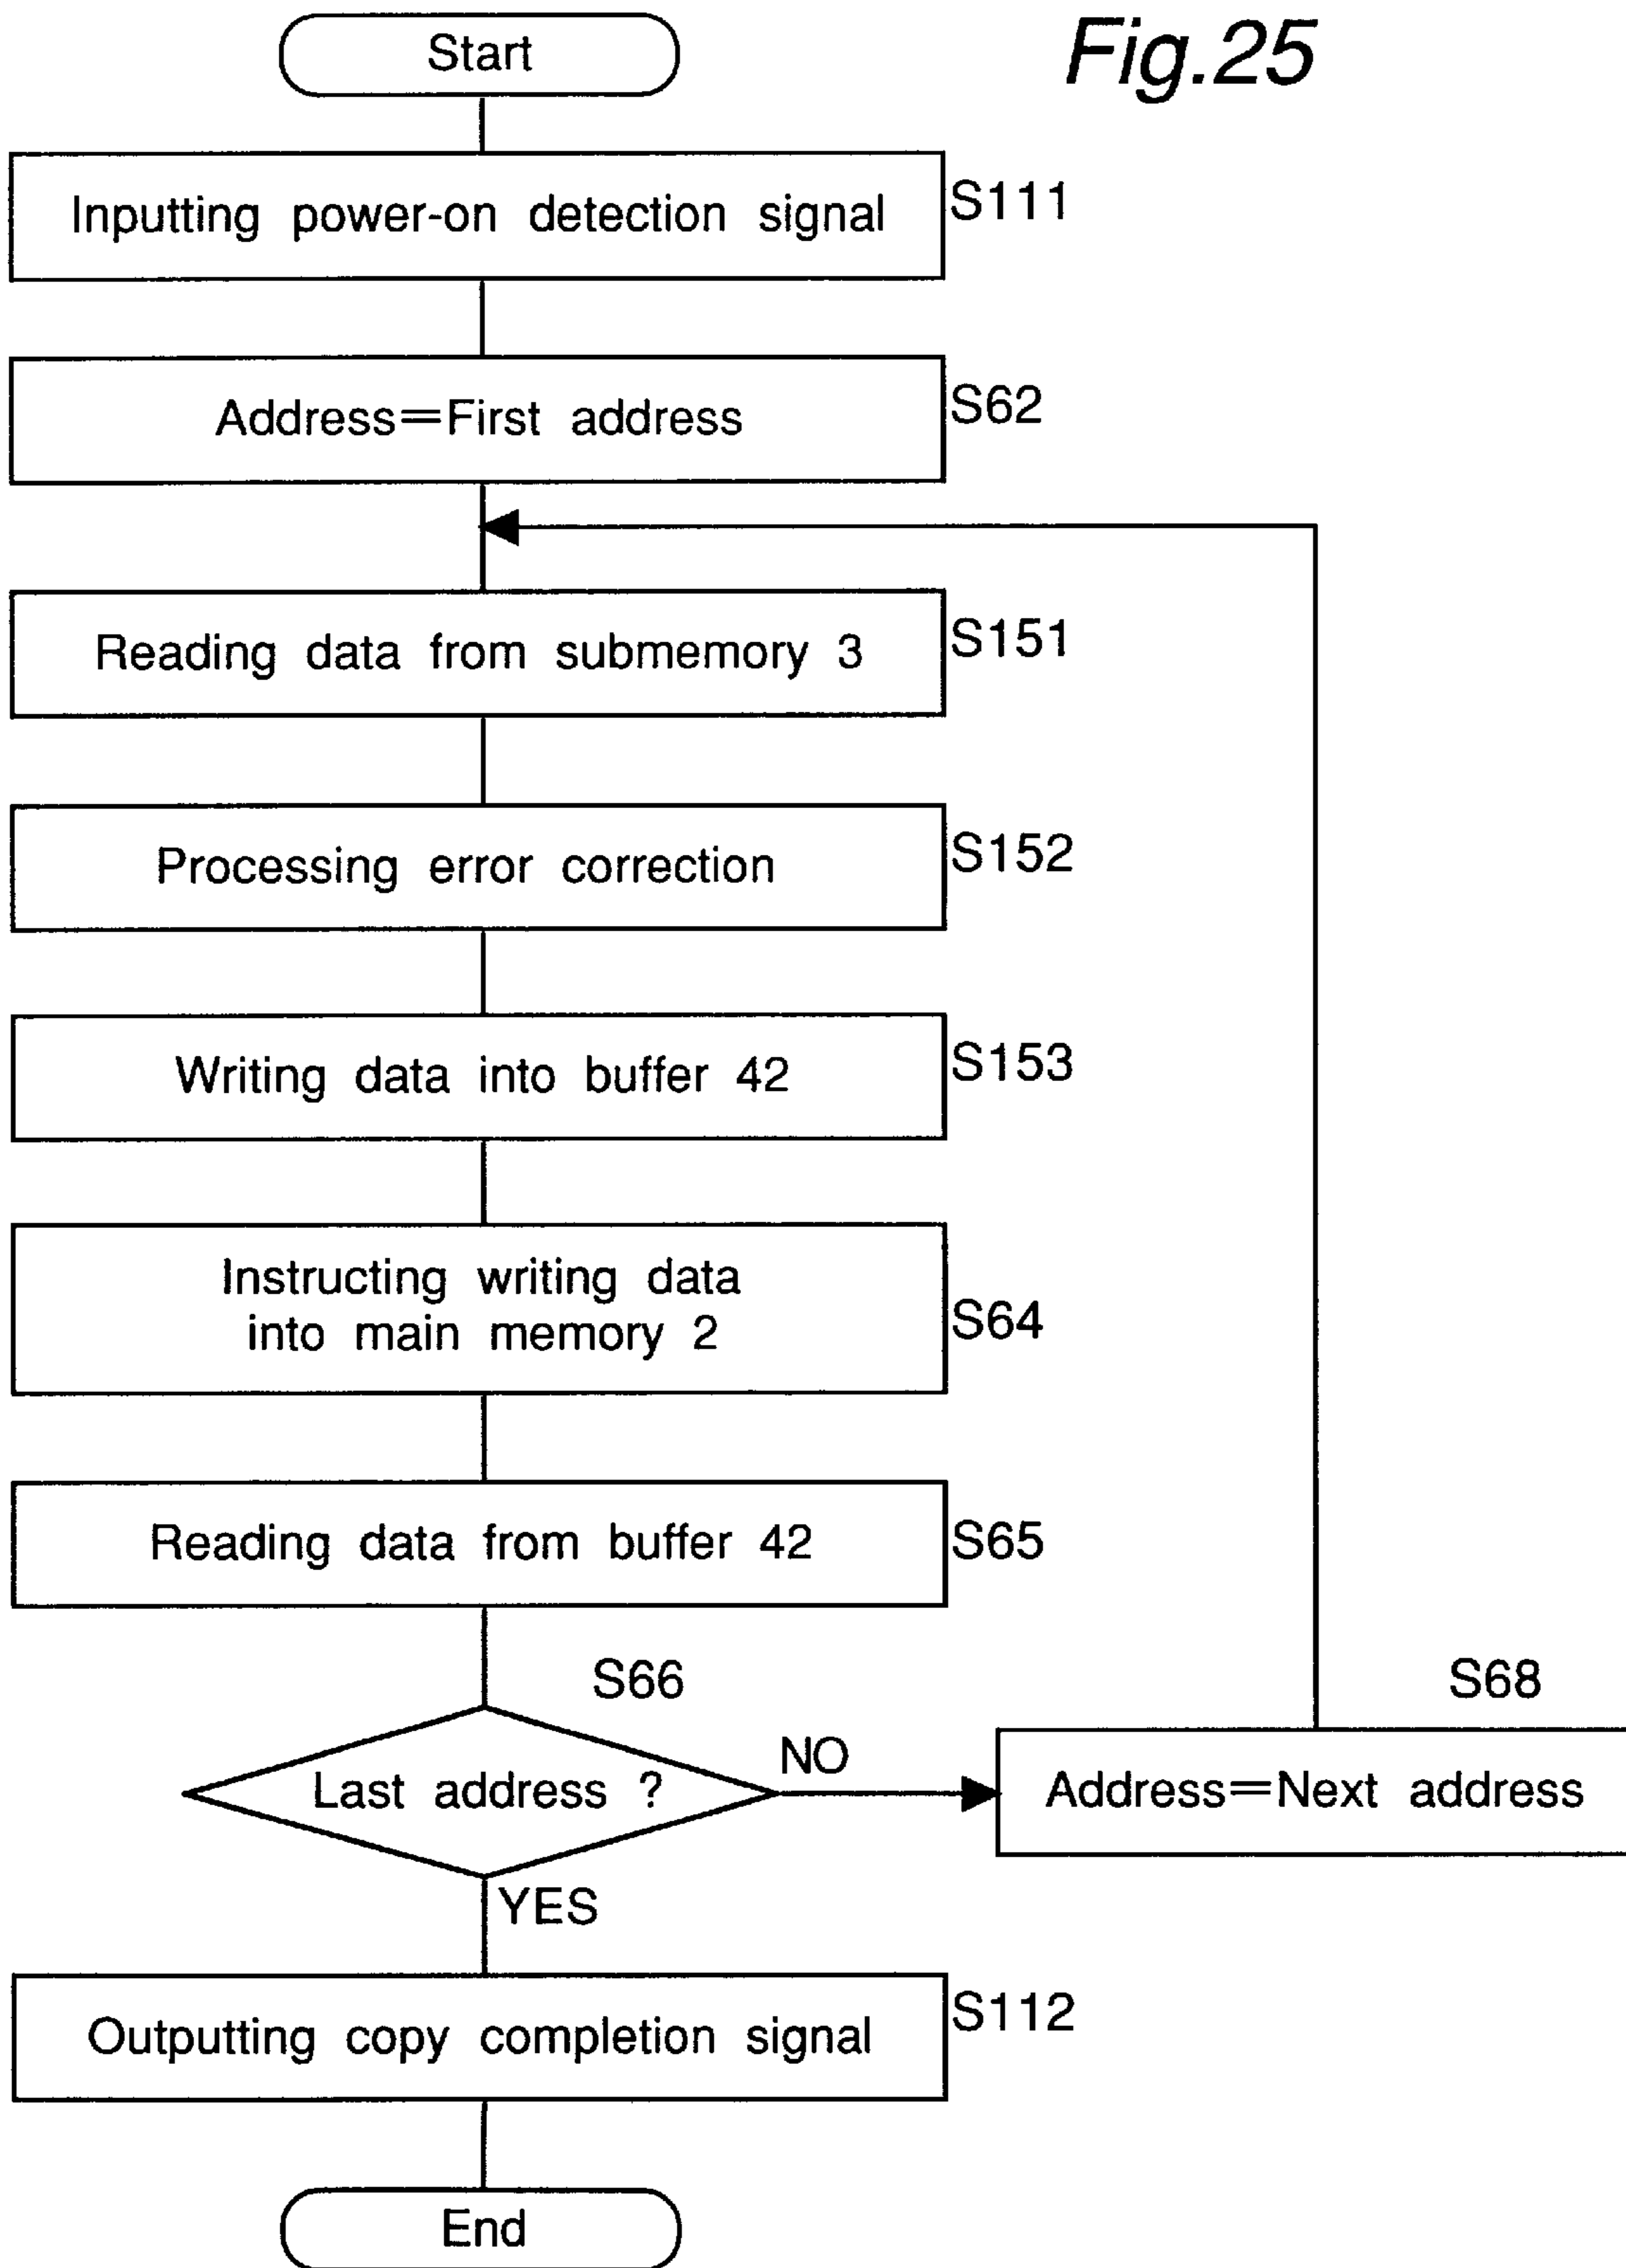 Fig.25
Start
Inputting power-on detection signal
S111
Address=First address
S62
Reading data from submemory 3
S151
Processing error correction
S152
Writing data into buffer 42
S153
Instructing writing data
into main memory 2
S64
Reading data from buffer 42
S65
S66
Last address ?
NO
S68
Address=Next address
YES
Outputting copy completion signal
S112
End